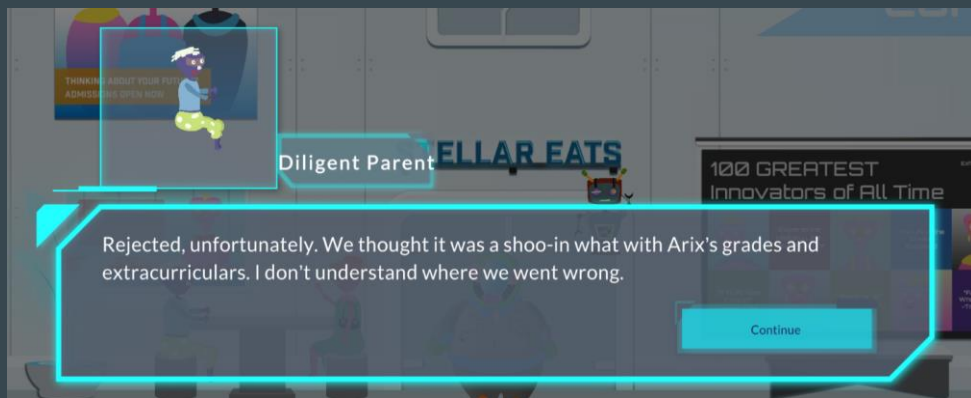 THINKING ABOUT YOUR FUT
ADMISSIONS OPEN NOW
Diligent Parent
ELLAR EATS
100 GREATEST
Innovators of All Time
Rejected, unfortunately. We thought it was a shoo-in what with Arix's grades and
extracurriculars. I don't understand where we went wrong.
Continue